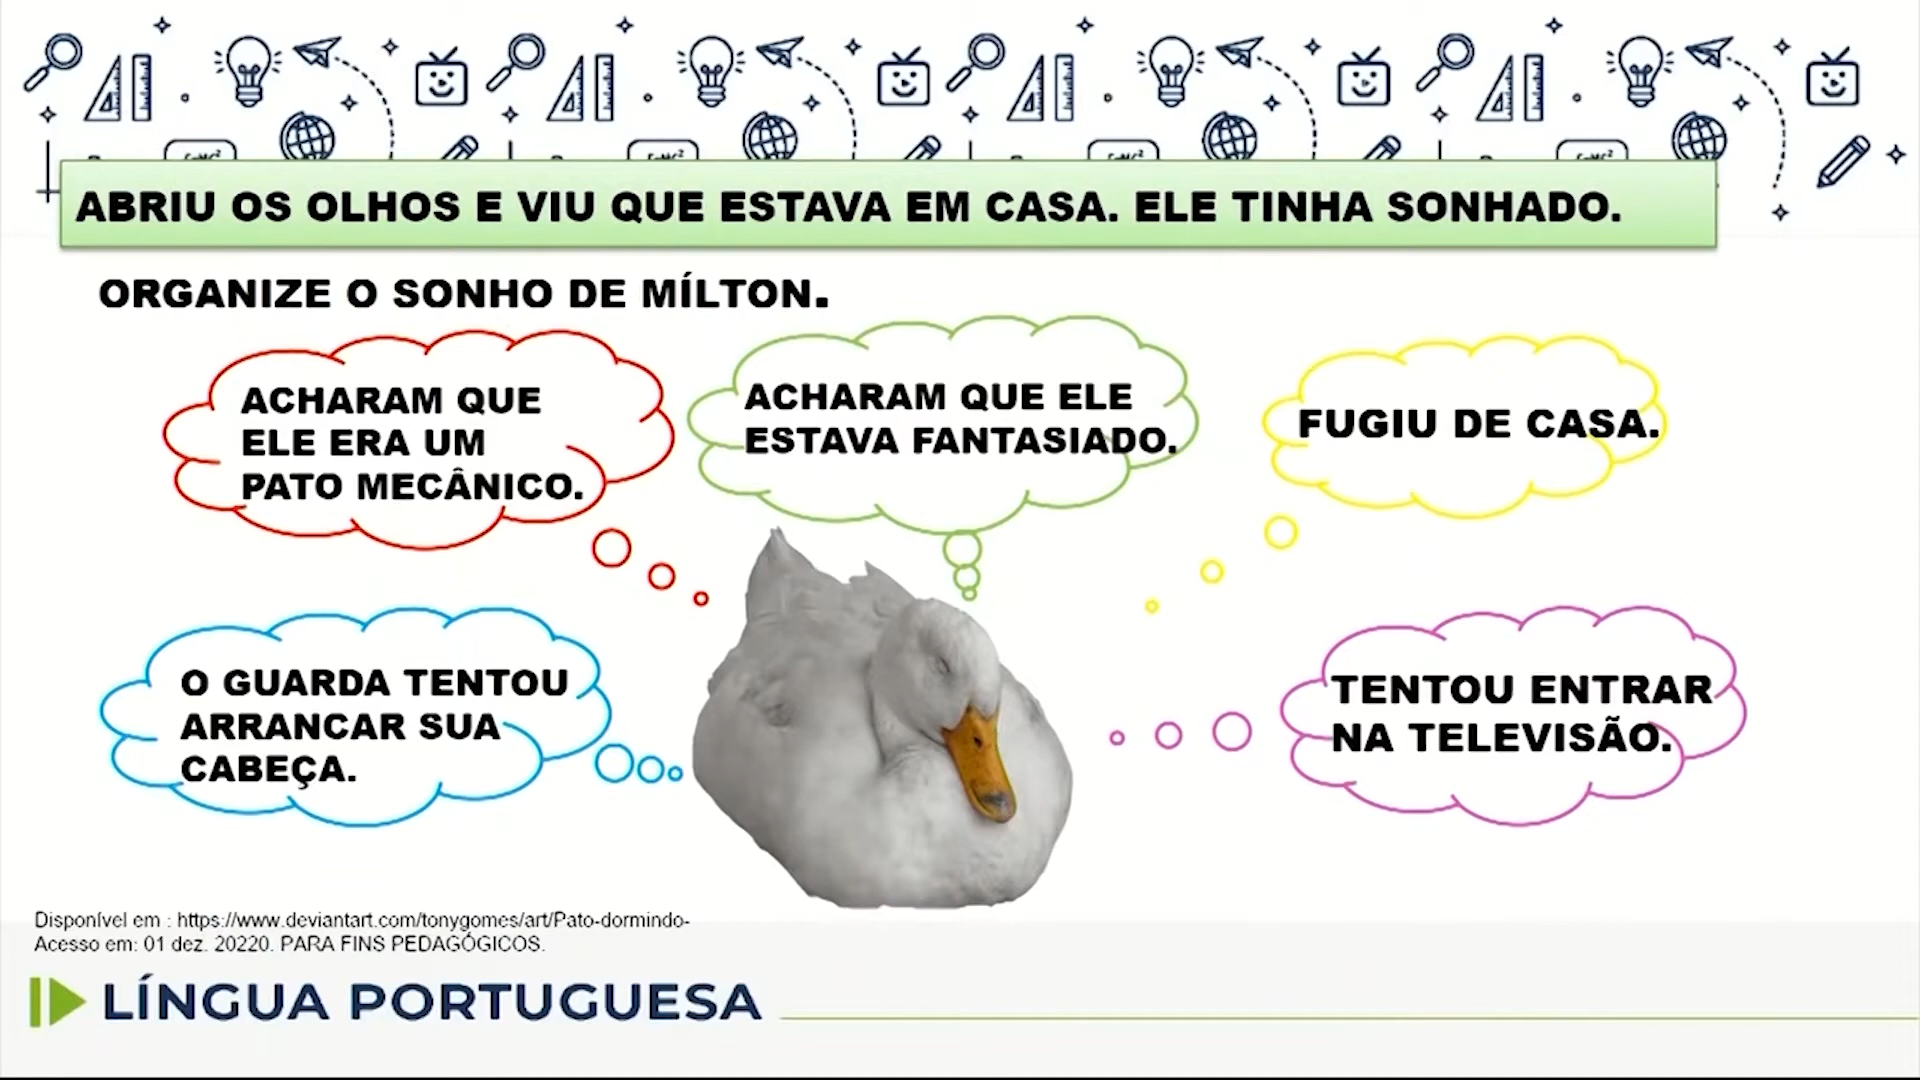 ABRIU OS OLHOS E VIU QUE ESTAVA EM CASA. ELE TINHA SONHADO.
ORGANIZE O SONHO DE MÍLTON.
ACHARAM QUE
ELE ERA UM
PATO MECÂNICO.
ACHARAM QUE ELE
ESTAVA FANTASIADO.
FUGIU DE CASA.
O GUARDA TENTOU
ARRANCAR SUA
CABEÇA.
TENTOU ENTRAR
NA TELEVISÃO.
Disponível em : https://www.deviantart.com/tonygomes/art/Pato-dormindo-
Acesso em: 01 dez. 20220. PARA FINS PEDAGÓGICOS.
LÍNGUA PORTUGUESA